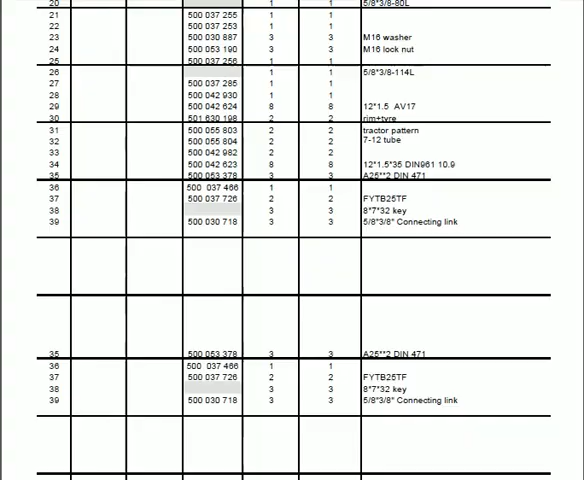 20 1 1 5/8*3/8-80L
21 500 037 255 1 1
22 500 037 253 1 1
23 500 030 887 3 3 M16 washer
24 500 053 190 3 3 M16 lock nut
25 500 037 256 1 1
26 1 1 5/8*3/8-114L
27 500 037 285 1 1
28 500 042 930 1 1
29 500 042 624 8 8 12*1.5 AV17
30 501 630 198 2 2 rim+tyre
31 500 055 803 2 2 tractor pattern
32 500 055 804 2 2 7-12 tube
33 500 042 982 2 2
34 500 042 623 8 8 12*1.5*35 DIN961 10.9
35 500 053 378 3 3 A25**2 DIN 471
36 500 037 466 1 1
37 500 037 726 2 2 FYTB25TF
38 3 3 8*7*32 key
39 500 030 718 3 3 5/8*3/8* Connecting link
35 500 053 378 3 3 A25**2 DIN 471
36 500 037 466 1 1
37 500 037 726 2 2 FYTB25TF
38 3 3 8*7*32 key
39 500 030 718 3 3 5/8*3/8* Connecting link